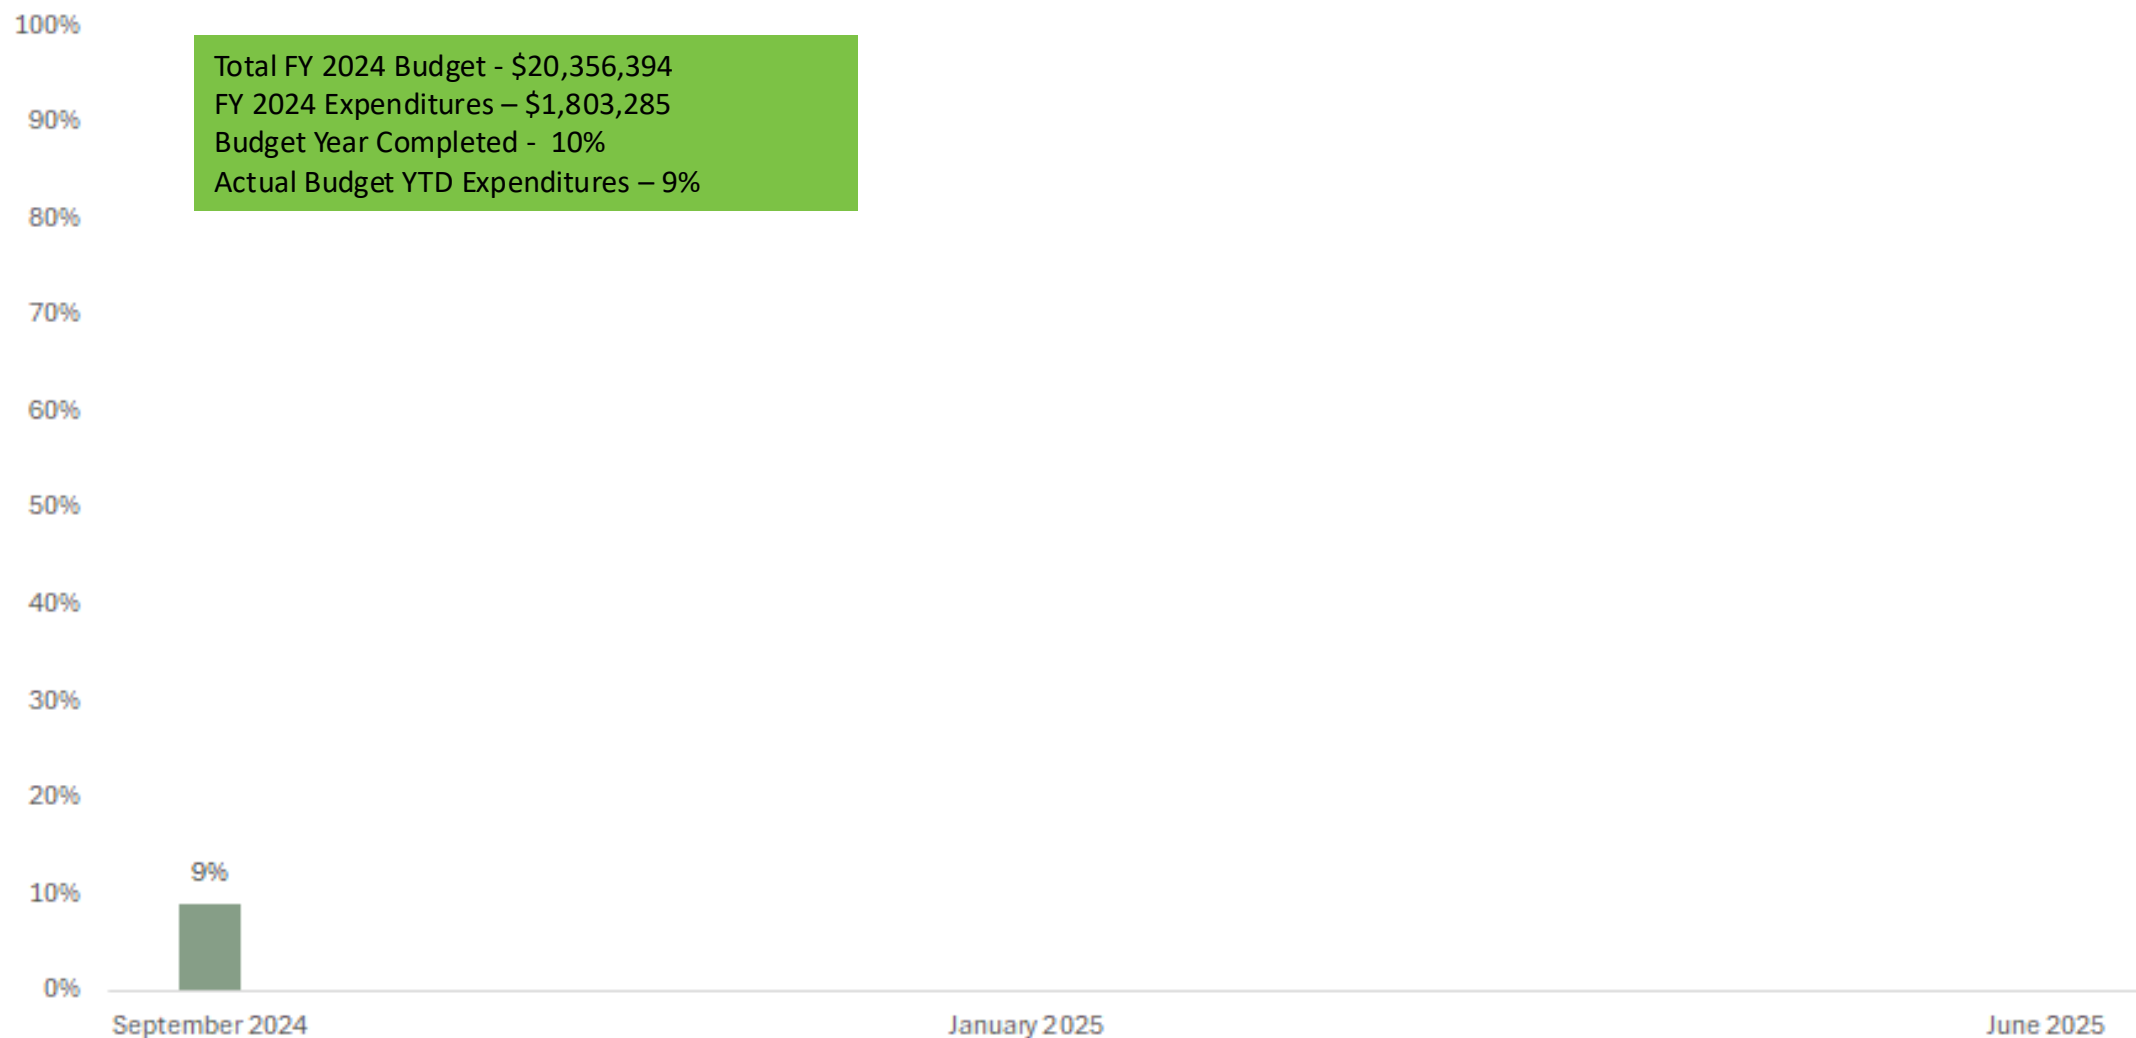 100%
Total FY 2024 Budget - $20,356,394
FY 2024 Expenditures – $1,803,285
90%
Budget Year Completed -  10%
Actual Budget YTD Expenditures – 9%
80%
70%
60%
50%
40%
30%
20%
9%
10%
0%
September 2024
January 2025
June 2025